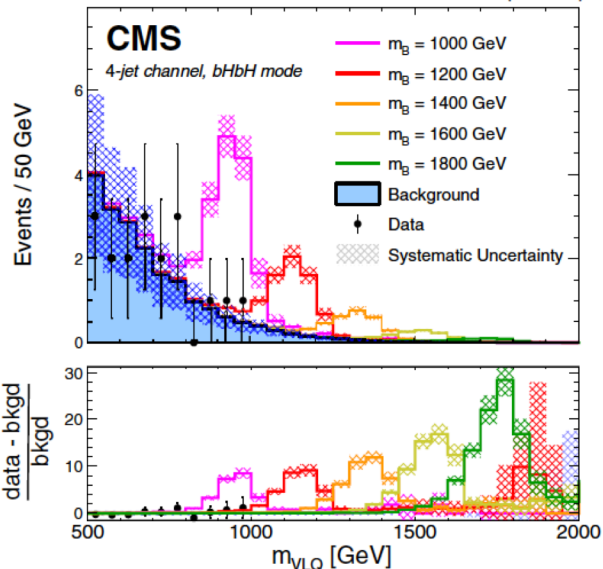 CMS
4-jet channel, bHbH mode
m_B = 1000 GeV
m_B = 1200 GeV
m_B = 1400 GeV
m_B = 1600 GeV
m_B = 1800 GeV
Background
Data
Systematic Uncertainty
Events / 50 GeV
6
4
2
0
data - bkgd
bkgd
30
20
10
0
500
1000
1500
2000
m_VLQ [GeV]